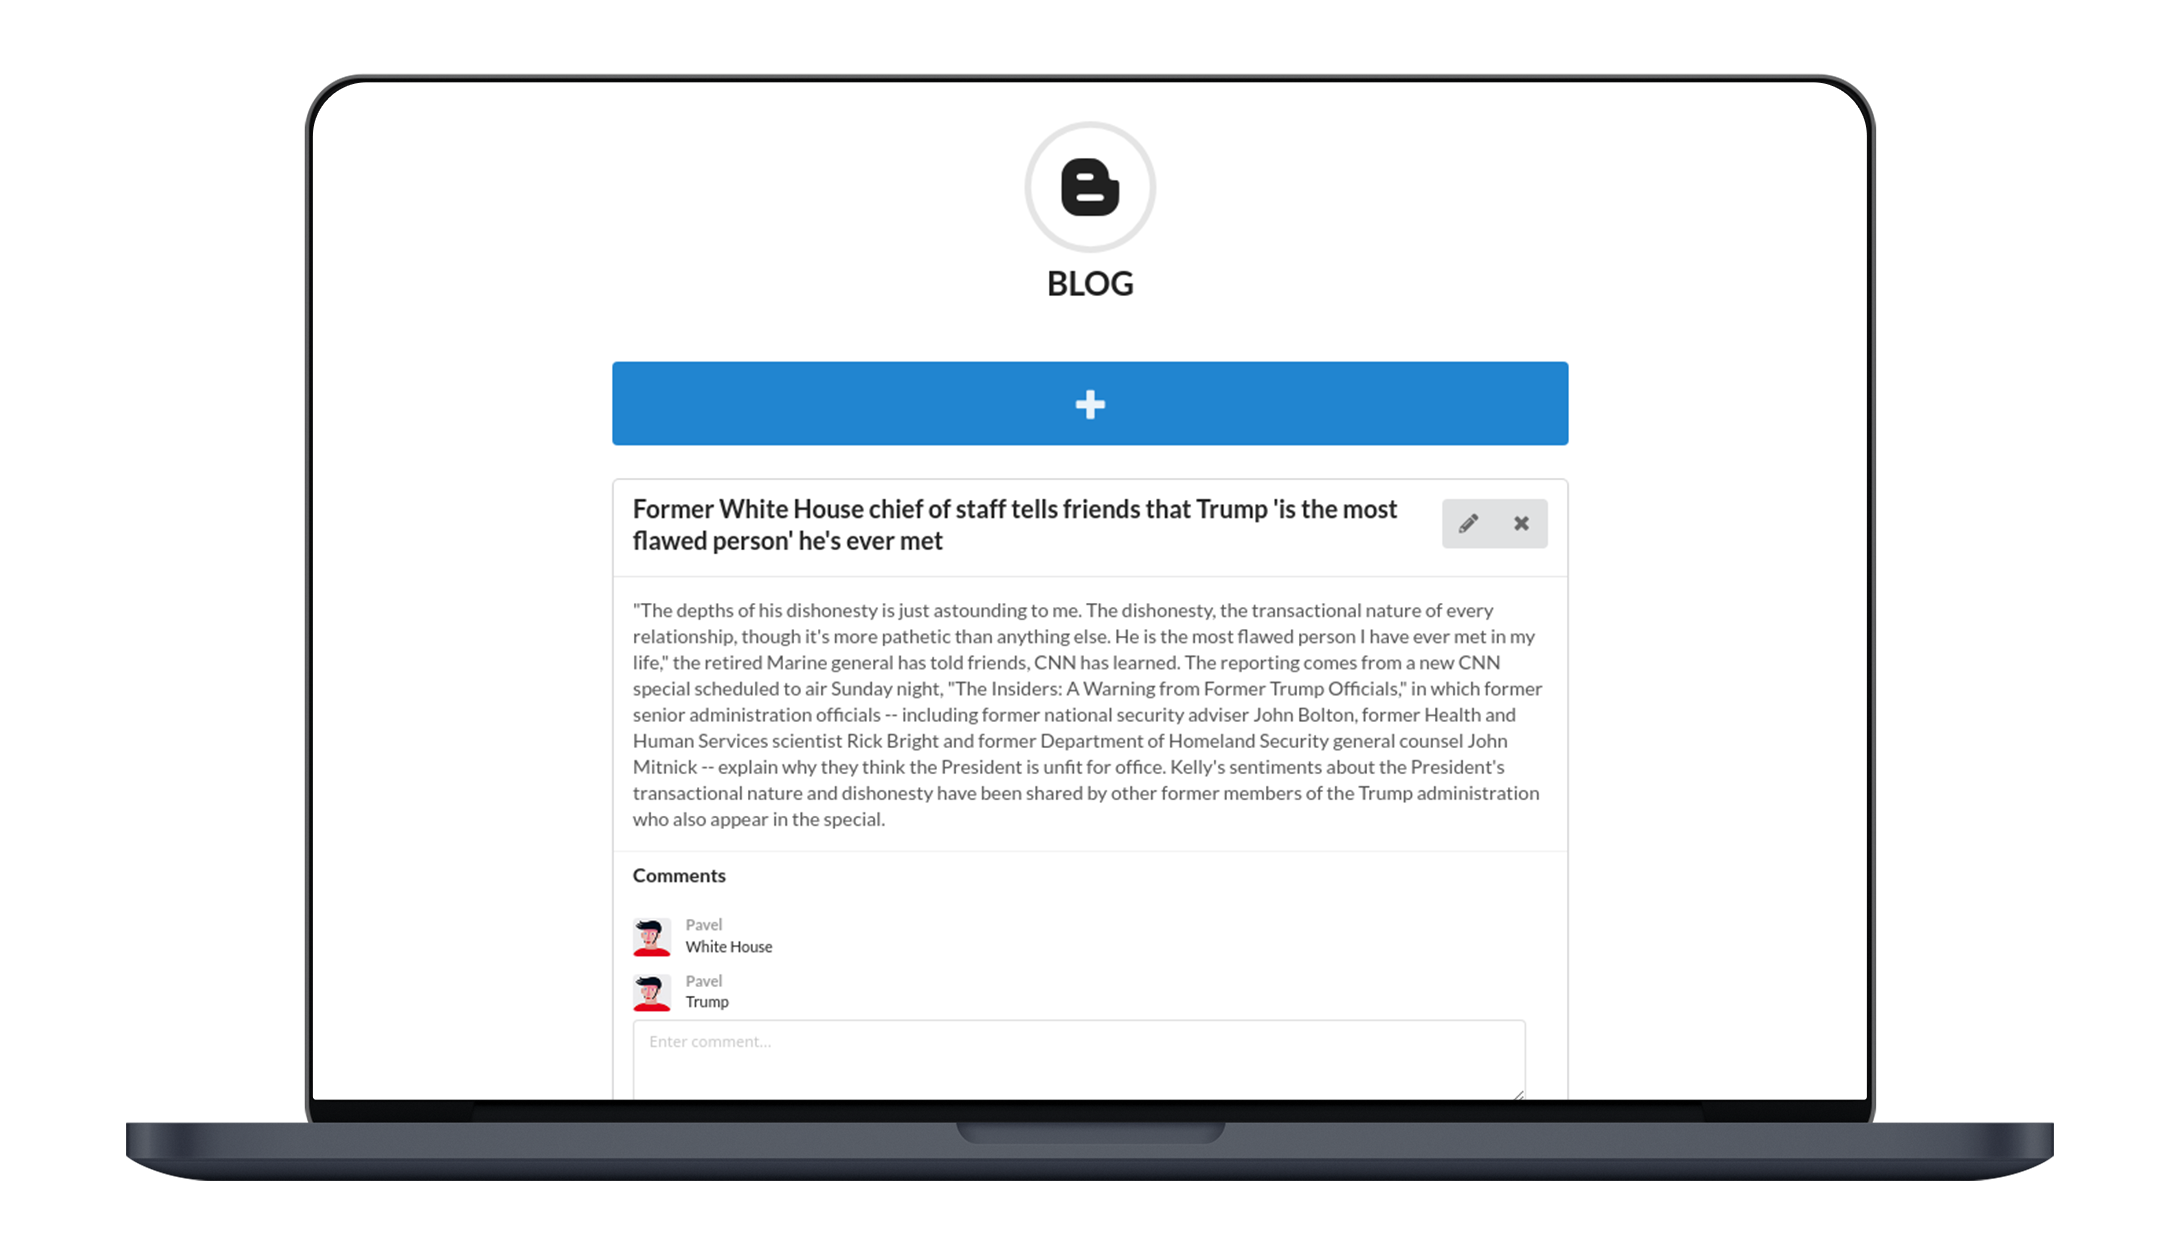 BLOG
Former White House chief of staff tells friends that Trump 'is the most
flawed person' he's ever met
"The depths of his dishonesty is just astounding to me. The dishonesty, the transactional nature of every
relationship, though it's more pathetic than anything else. He is the most flawed person I have ever met in my
life," the retired Marine general has told friends, CNN has learned. The reporting comes from a new CNN
special scheduled to air Sunday night, "The Insiders: A Warning from Former Trump Officials," in which former
senior administration officials -- including former national security adviser John Bolton, former Health and
Human Services scientist Rick Bright and former Department of Homeland Security general counsel John
Mitnick -- explain why they think the President is unfit for office. Kelly's sentiments about the President's
transactional nature and dishonesty have been shared by other former members of the Trump administration
who also appear in the special.
Comments
Pavel
White House
Pavel
Trump
Enter comment...